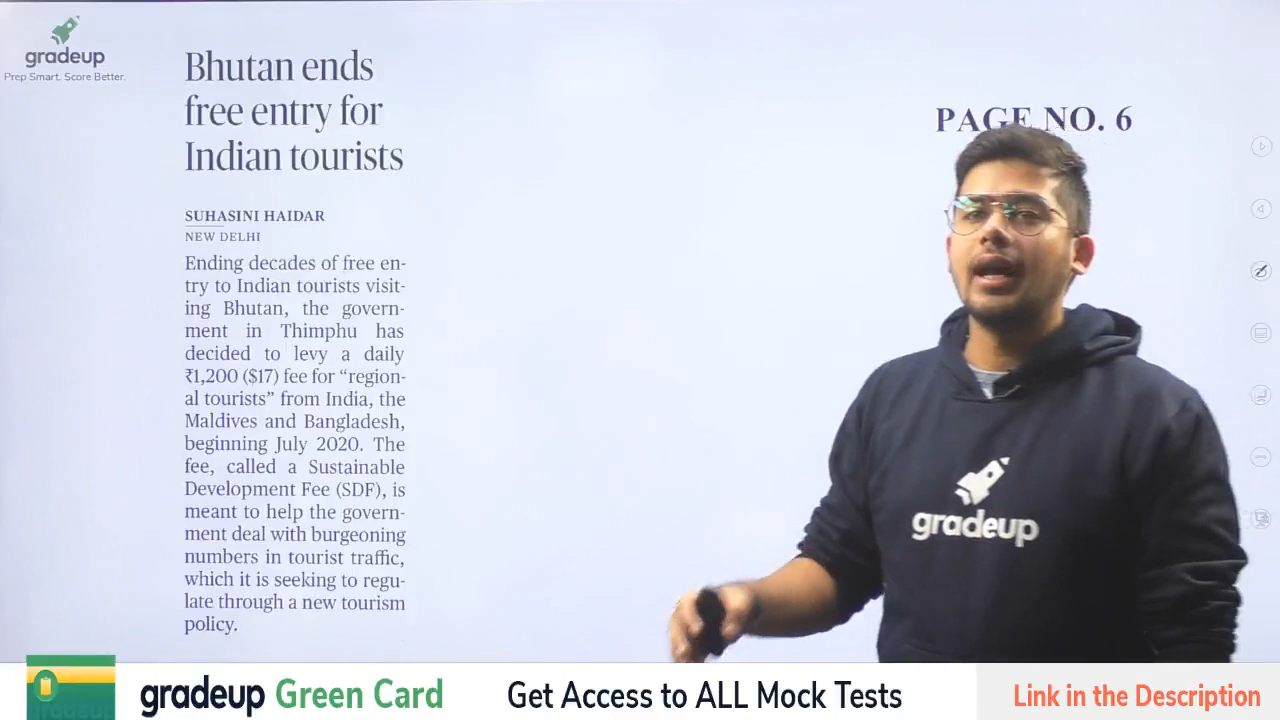 gradeup
Prep Smart. Score Better.
Bhutan ends
free entry for
Indian tourists
PAGE NO. 6
SUHASINI HAIDAR
NEW DELHI
Ending decades of free en-
try to Indian tourists visit-
ing Bhutan, the govern-
ment in Thimphu has
decided to levy a daily
₹1,200 ($17) fee for “region-
al tourists” from India, the
Maldives and Bangladesh,
beginning July 2020. The
fee, called a Sustainable
Development Fee (SDF), is
meant to help the govern-
ment deal with burgeoning
numbers in tourist traffic,
which it is seeking to regu-
late through a new tourism
policy.
gradeup
gradeup Green Card
Get Access to ALL Mock Tests
Link in the Description
gradeup